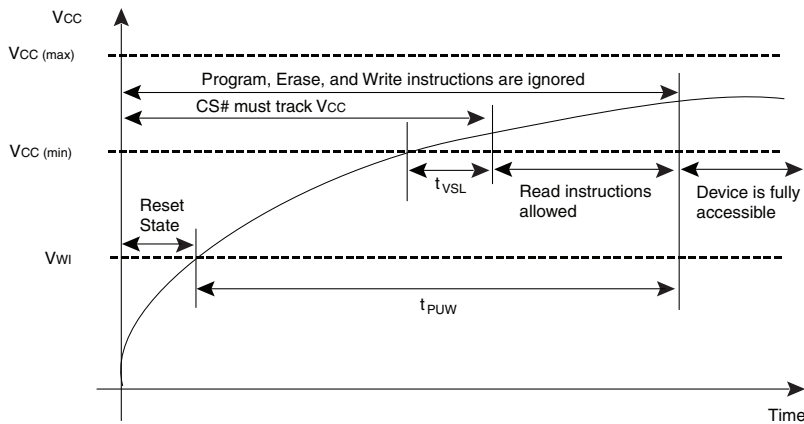 VCC
VCC (max)
Program, Erase, and Write instructions are ignored
CS# must track VCC
VCC (min)
tVSL
Read instructions
allowed
Device is fully
accessible
Reset
State
VWI
tPUW
Time